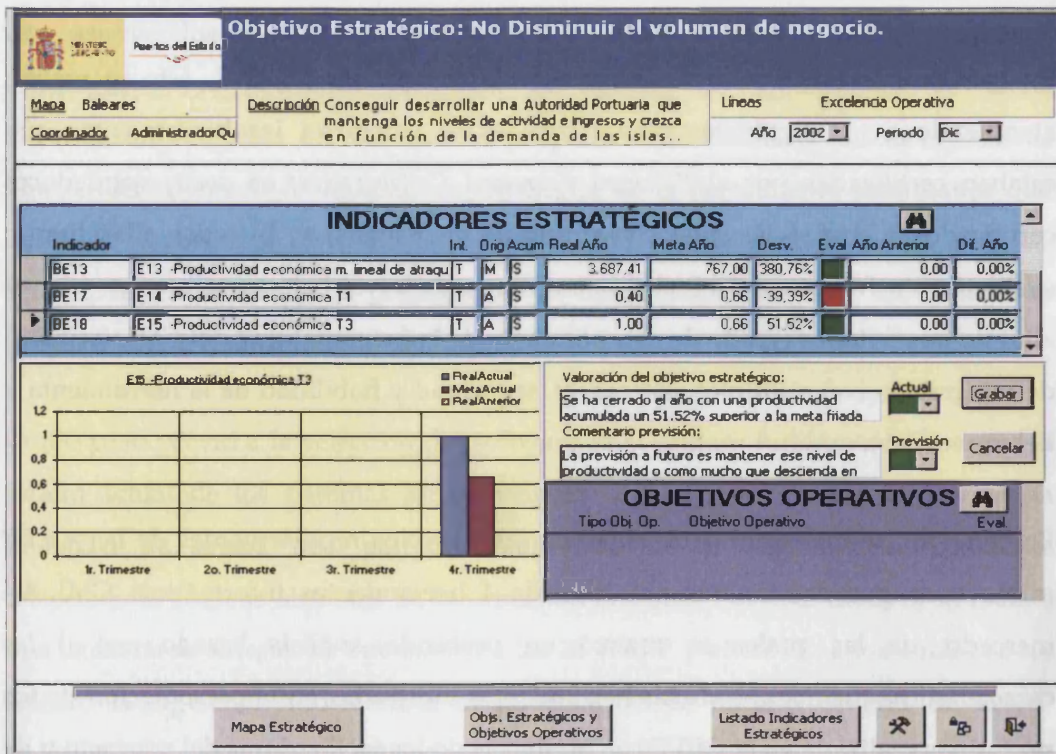 Objetivo Estratégico: No Disminuir el volumen de negocio.
Puertos del Estado
Mapa Baleares
Coordinador AdministradorQu
Descripción Conseguir desarrollar una Autoridad Portuaria que
mantenga los niveles de actividad e ingresos y crezca
en función de la demanda de las islas..
Líneas Excelencia Operativa
Año 2002 Periodo Dic
INDICADORES ESTRATÉGICOS
Indicador Int. Orig Acum Real Año Meta Año Desv. Eval Año Anterior Dif. Año
BE13 E13 -Productividad económica m. lineal de atraqu T M S 3.687,41 767,00 380,76% 0,00 0,00%
BE17 E14 -Productividad económica T1 T A S 0,40 0,66 -39,39% 0,00 0,00%
BE18 E15 -Productividad económica T3 T A S 1,00 0,66 51,52% 0,00 0,00%
E15 -Productividad económica T3
RealActual
MetaActual
RealAnterior
1,2
1
0,8
0,6
0,4
0,2
0
1r. Trimestre 2o. Trimestre 3r. Trimestre 4r. Trimestre
Valoración del objetivo estratégico:
Se ha cerrado el año con una productividad
acumulada un 51.52% superior a la meta fijada
Comentario previsión:
La previsión a futuro es mantener ese nivel de
productividad o como mucho que descienda en
Actual
Previsión
Grabar
Cancelar
OBJETIVOS OPERATIVOS
Tipo Obj. Op. Objetivo Operativo Eval
Mapa Estratégico
Objs. Estratégicos y
Objetivos Operativos
Listado Indicadores
Estratégicos